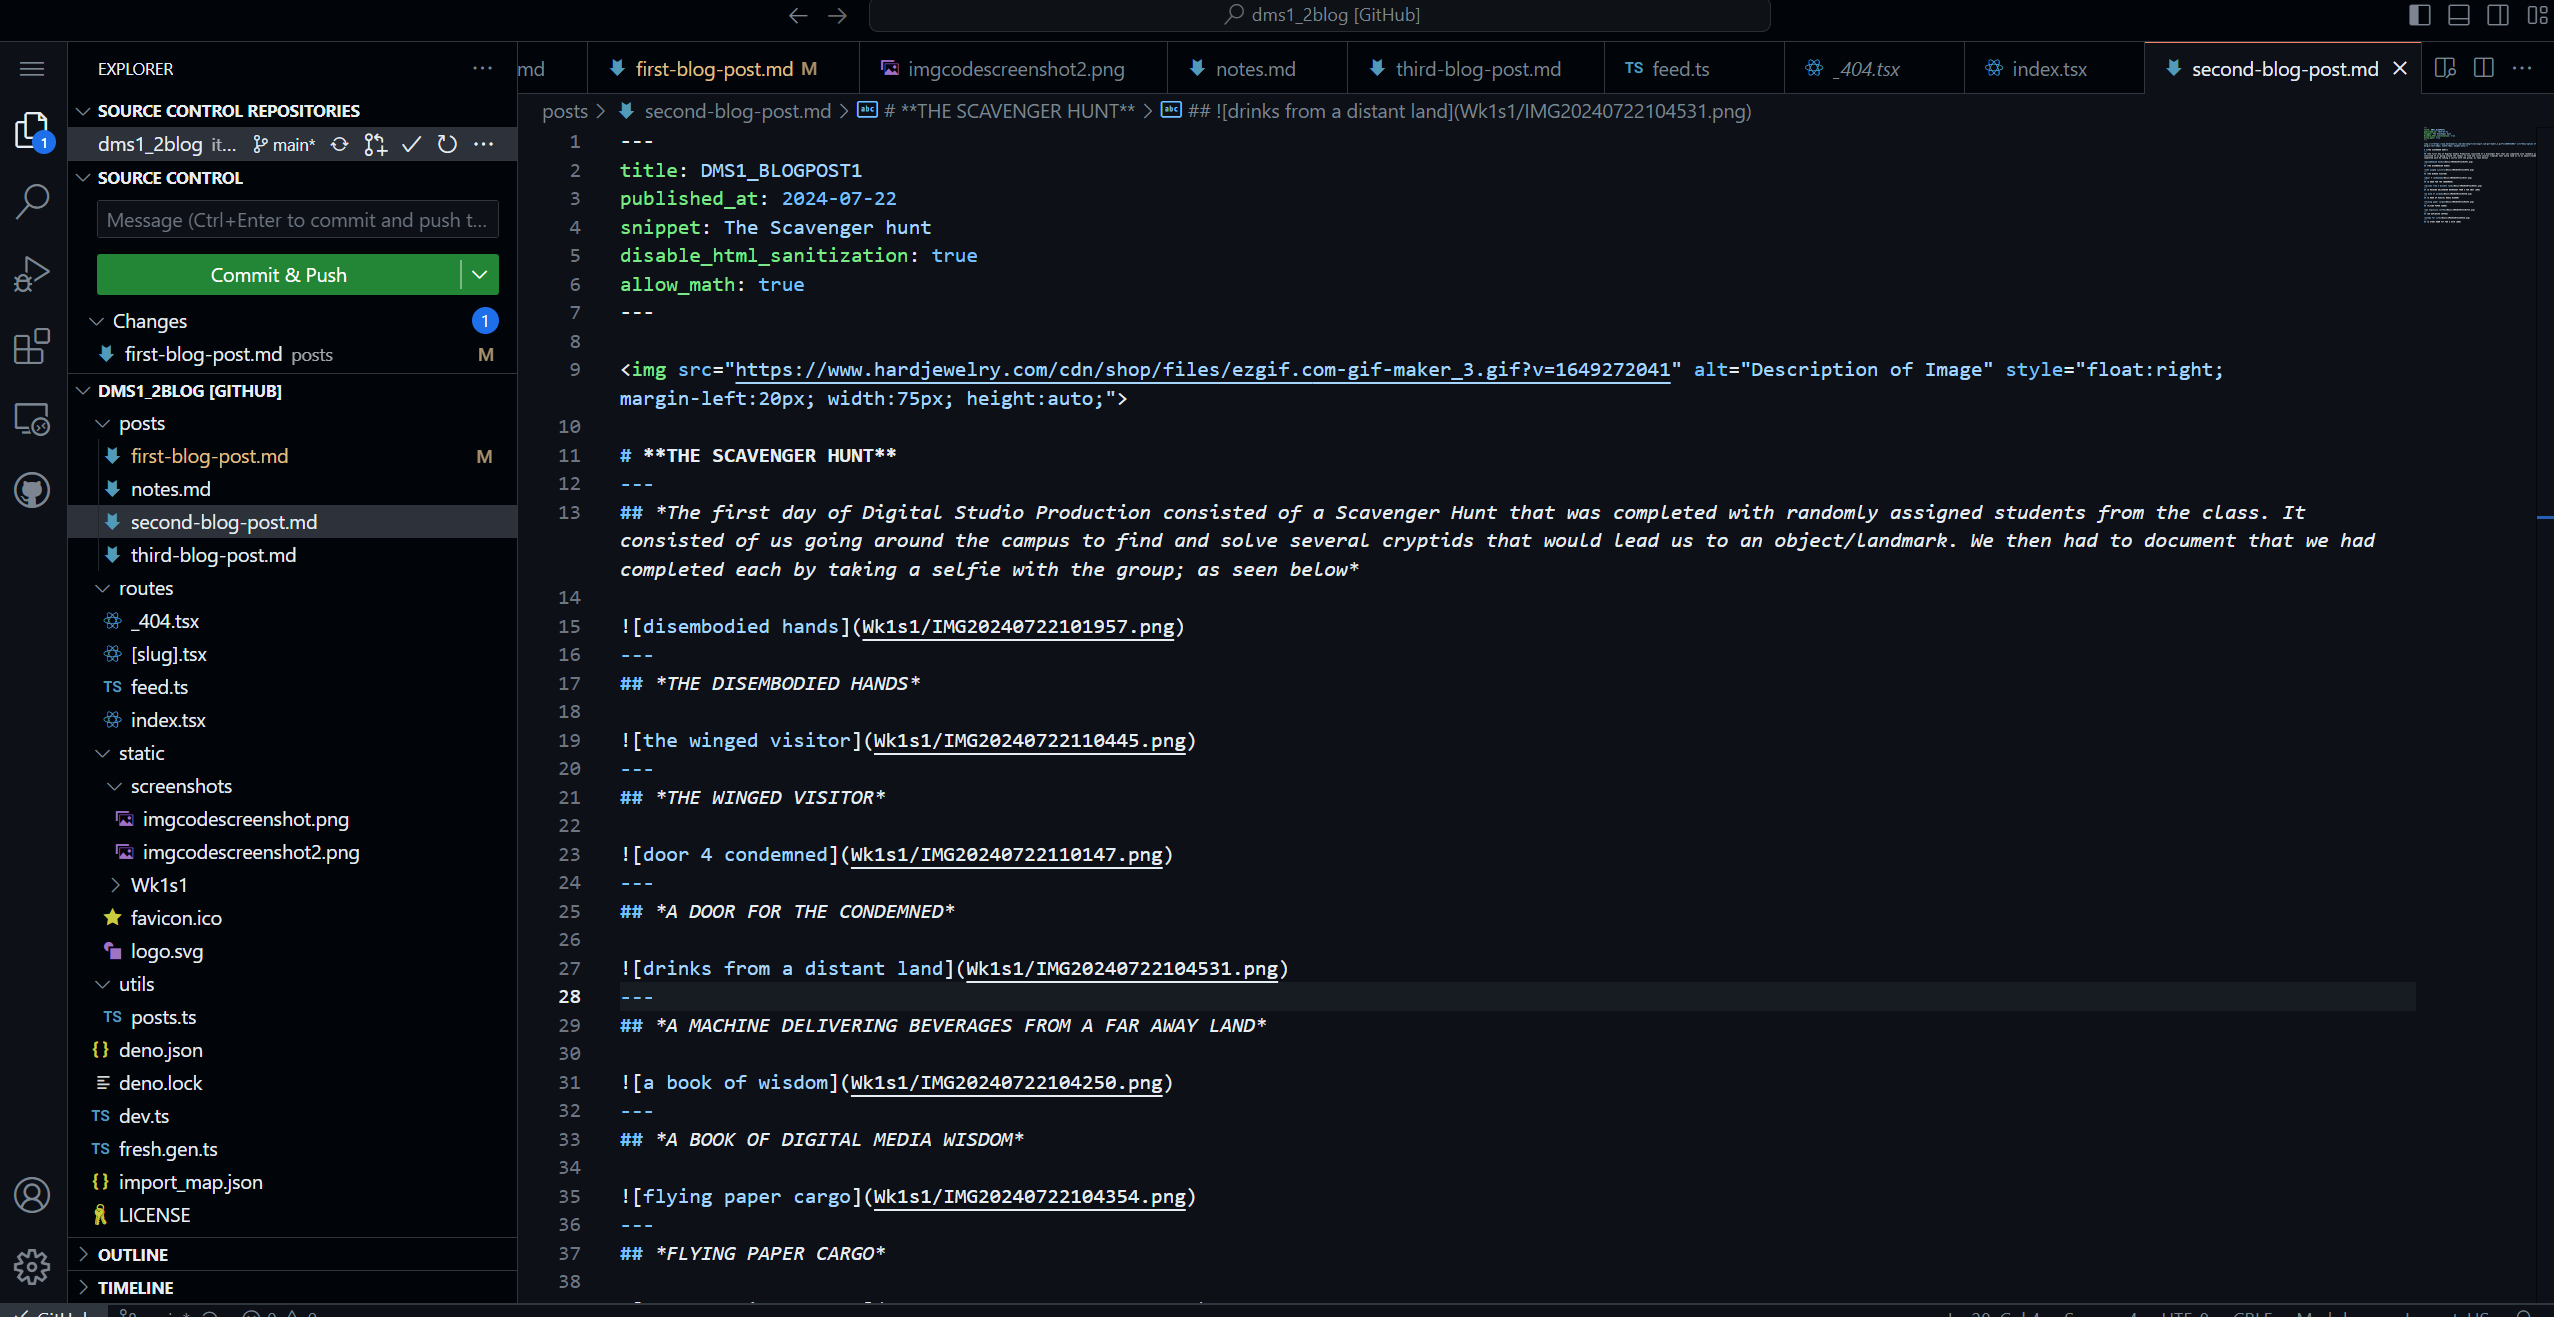 dms1_2blog [GitHub]
EXPLORER
SOURCE CONTROL REPOSITORIES
dms1_2blog it... main*
SOURCE CONTROL
Message (Ctrl+Enter to commit and push t...
Commit & Push
Changes 1
first-blog-post.md posts M
DMS1_2BLOG [GITHUB]
posts
first-blog-post.md M
notes.md
second-blog-post.md
third-blog-post.md
routes
_404.tsx
[slug].tsx
TS feed.ts
index.tsx
static
screenshots
imgcodescreenshot.png
imgcodescreenshot2.png
Wk1s1
favicon.ico
logo.svg
utils
TS posts.ts
{} deno.json
deno.lock
TS dev.ts
TS fresh.gen.ts
{} import_map.json
LICENSE
OUTLINE
TIMELINE
1
md first-blog-post.md M imgcodescreenshot2.png notes.md third-blog-post.md TS feed.ts _404.tsx index.tsx second-blog-post.md
posts > second-blog-post.md > abc # **THE SCAVENGER HUNT** > abc ## ![drinks from a distant land](Wk1s1/IMG20240722104531.png)
1 ---
2 title: DMS1_BLOGPOST1
3 published_at: 2024-07-22
4 snippet: The Scavenger hunt
5 disable_html_sanitization: true
6 allow_math: true
7 ---
8
9 <img src="https://www.hardjewelry.com/cdn/shop/files/ezgif.com-gif-maker_3.gif?v=1649272041" alt="Description of Image" style="float:right;
margin-left:20px; width:75px; height:auto;">
10
11 # **THE SCAVENGER HUNT**
12 ---
13 ## *The first day of Digital Studio Production consisted of a Scavenger Hunt that was completed with randomly assigned students from the class. It
consisted of us going around the campus to find and solve several cryptids that would lead us to an object/landmark. We then had to document that we had
completed each by taking a selfie with the group; as seen below*
14
15 ![disembodied hands](Wk1s1/IMG20240722101957.png)
16 ---
17 ## *THE DISEMBODIED HANDS*
18
19 ![the winged visitor](Wk1s1/IMG20240722110445.png)
20 ---
21 ## *THE WINGED VISITOR*
22
23 ![door 4 condemned](Wk1s1/IMG20240722110147.png)
24 ---
25 ## *A DOOR FOR THE CONDEMNED*
26
27 ![drinks from a distant land](Wk1s1/IMG20240722104531.png)
28 ---
29 ## *A MACHINE DELIVERING BEVERAGES FROM A FAR AWAY LAND*
30
31 ![a book of wisdom](Wk1s1/IMG20240722104250.png)
32 ---
33 ## *A BOOK OF DIGITAL MEDIA WISDOM*
34
35 ![flying paper cargo](Wk1s1/IMG20240722104354.png)
36 ---
37 ## *FLYING PAPER CARGO*
38